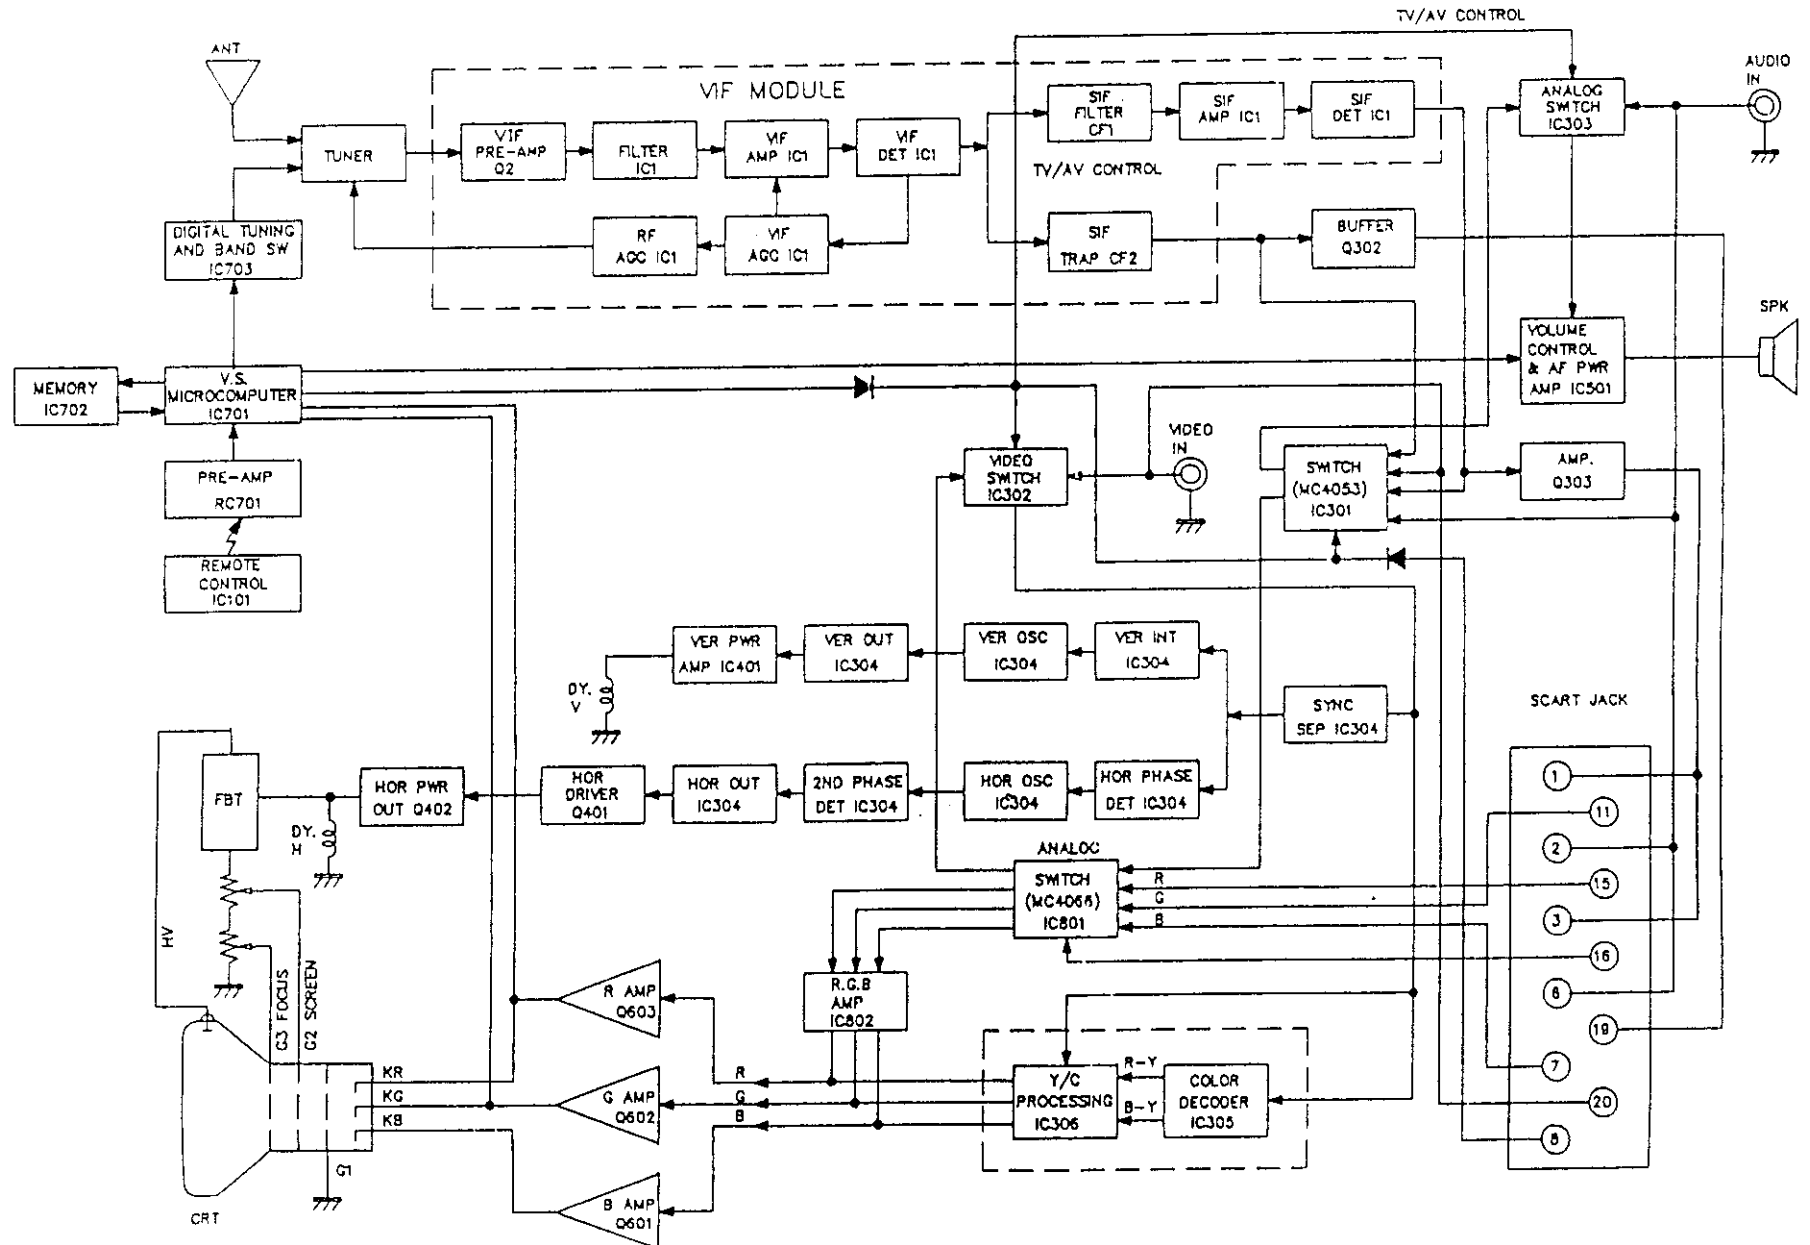 TV/AV CONTROL
ANT
AUDIO
IN
VIF MODULE
SIF
FILTER
CF1
SIF
AMP IC1
SIF
DET IC1
ANALOG
SWITCH
IC303
TUNER
VIF
PRE-AMP
Q2
FILTER
IC1
VIF
AMP IC1
VIF
DET IC1
TV/AV CONTROL
DIGITAL TUNING
AND BAND SW
IC703
RF
AGC IC1
VIF
AGC IC1
SIF
TRAP CF2
BUFFER
Q302
SPK
VOLUME
CONTROL
& AF PWR
AMP IC501
MEMORY
IC702
V.S.
MICROCOMPUTER
IC701
VIDEO
IN
PRE-AMP
RC701
VIDEO
SWITCH
IC302
SWITCH
(MC4053)
IC301
AMP.
Q303
REMOTE
CONTROL
IC101
VER PWR
AMP IC401
VER OUT
IC304
VER OSC
IC304
VER INT
IC304
DY.
V
SYNC
SEP IC304
SCART JACK
FBT
HOR PWR
OUT Q402
HOR
DRIVER
Q401
HOR OUT
IC304
2ND PHASE
DET IC304
HOR OSC
IC304
HOR PHASE
DET IC304
DY.
H
1
11
2
15
3
16
6
19
7
20
8
ANALOG
SWITCH
(MC4066)
IC801
R
G
B
HV
G3 FOCUS
G2 SCREEN
R AMP
Q603
R.G.B
AMP
IC802
KR
KG
KB
G AMP
Q602
R
G
B
Y/C
PROCESSING
IC306
R-Y
B-Y
COLOR
DECODER
IC305
G1
B AMP
Q601
CRT